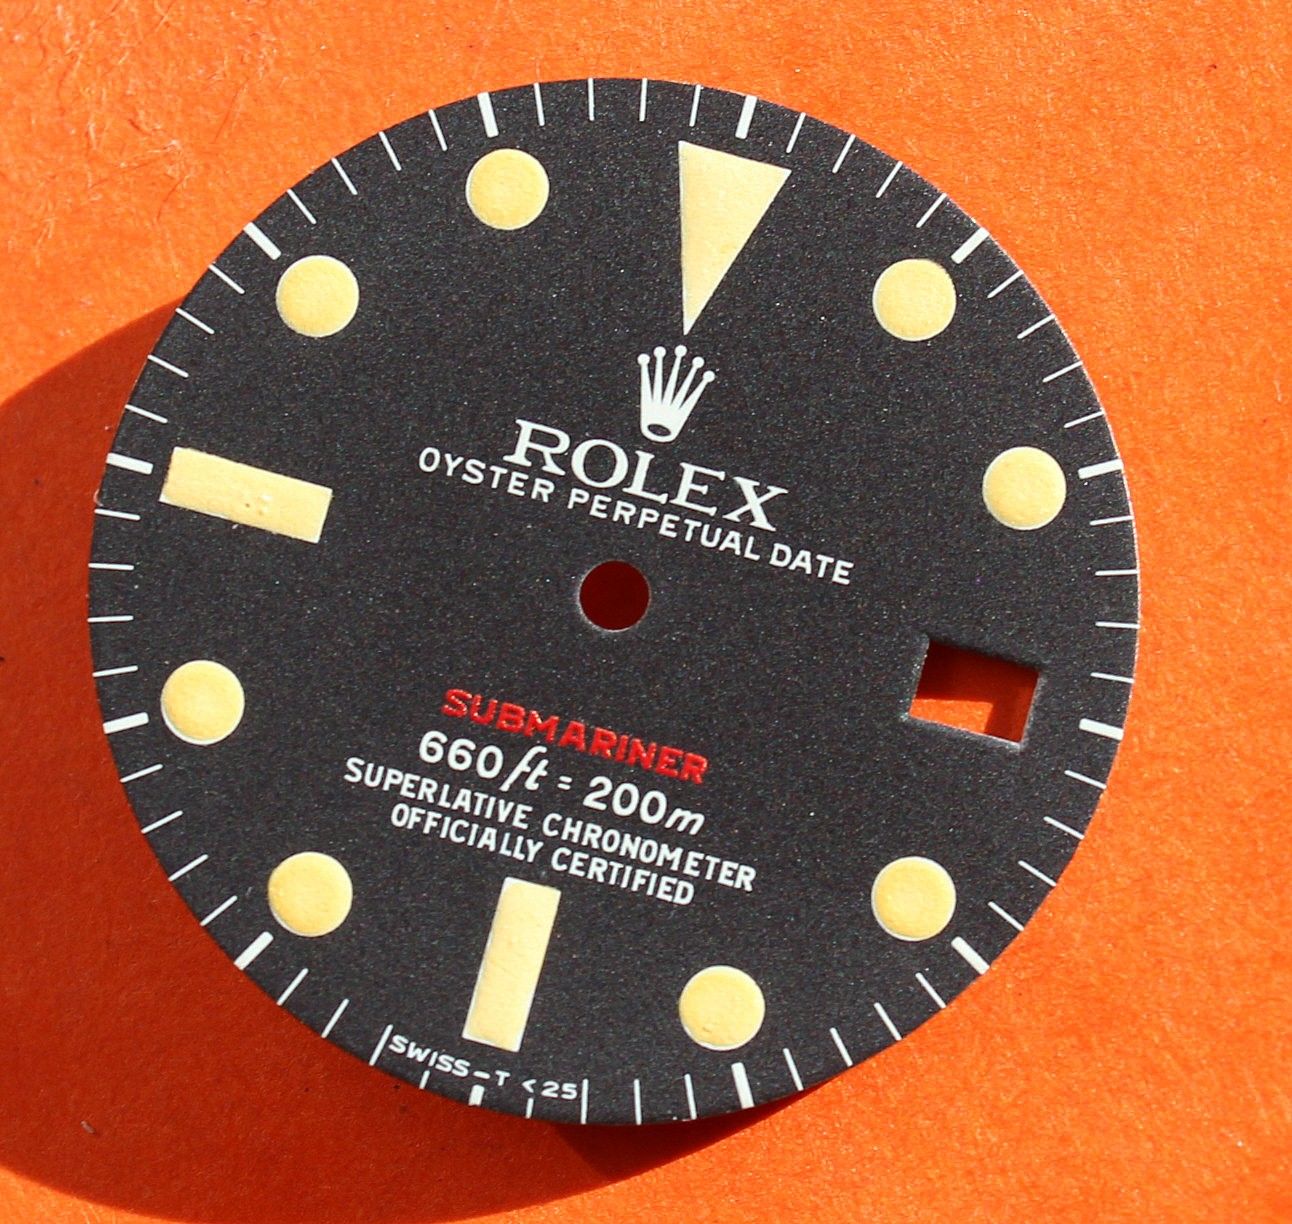 ROLEX
OYSTER PERPETUAL DATE
SUBMARINER
660ft = 200m
SUPERLATIVE CHRONOMETER
OFFICIALLY CERTIFIED
SWISS-T <25